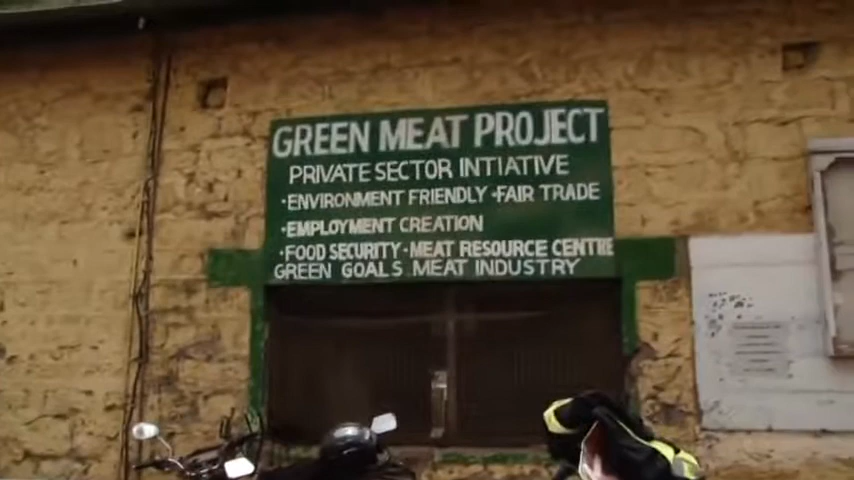 GREEN MEAT PROJECT
PRIVATE SECTOR INTIATIVE
·ENVIRONMENT FRIENDLY ·FAIR TRADE
·EMPLOYMENT CREATION
·FOOD SECURITY ·MEAT RESOURCE CENTRE
GREEN GOALS MEAT INDUSTRY